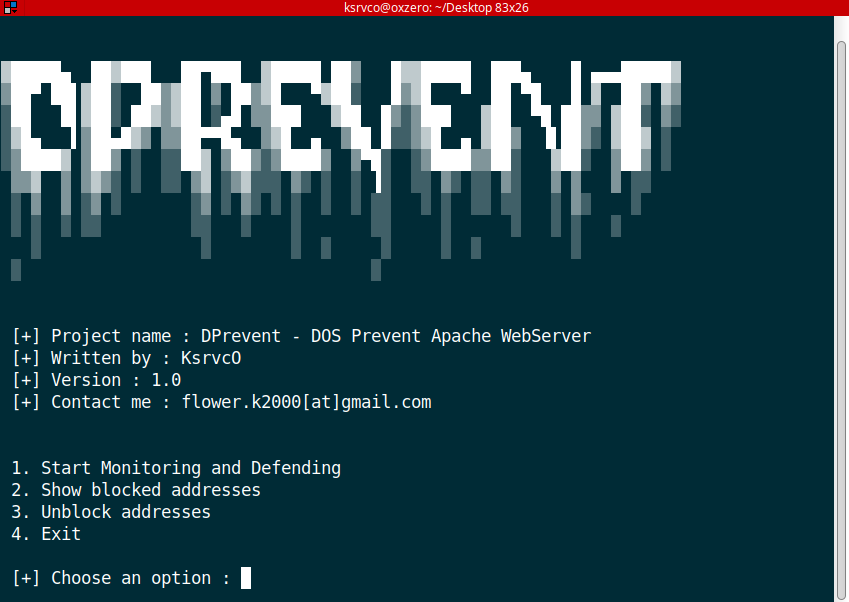 ksrvco@oxzero: ~/Desktop 83x26
DPREVENT
[+] Project name : DPrevent - DOS Prevent Apache WebServer
[+] Written by : KsrvcO
[+] Version : 1.0
[+] Contact me : flower.k2000[at]gmail.com
1. Start Monitoring and Defending
2. Show blocked addresses
3. Unblock addresses
4. Exit
[+] Choose an option :